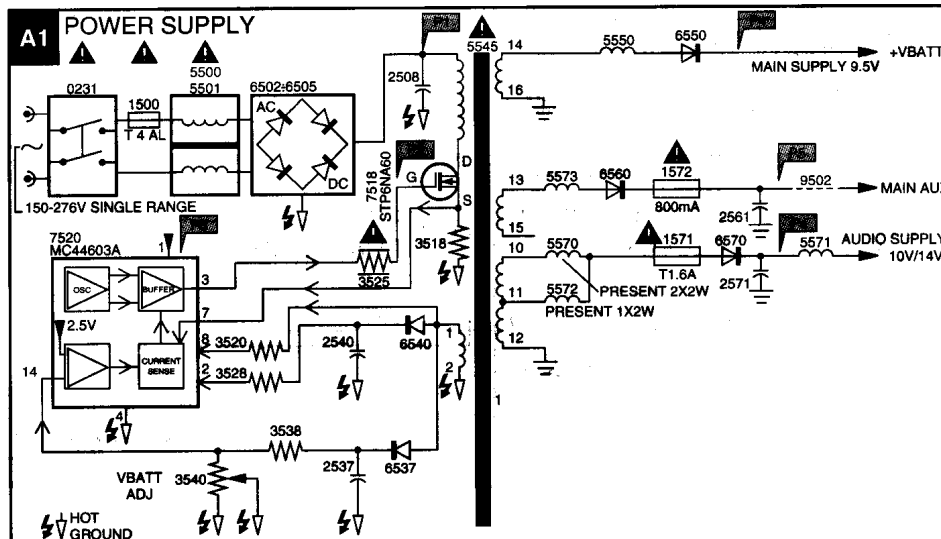 A1 POWER SUPPLY
5545
14
5550
6550
+VBATT
MAIN SUPPLY 9.5V
16
0231
1500
T 4 AL
5500
5501
6502÷6505
AC
DC
2508
D
G
S
7518
STP6NA60
150-276V SINGLE RANGE
13
5573
6560
1572
800mA
9502
MAIN AUX
2561
15
7520
MC44603A
1
3
OSC
BUFFER
3525
3518
10
5570
1571
T1.6A
6570
5571
AUDIO SUPPLY
10V/14V
2571
11
5572
PRESENT 2X2W
PRESENT 1X2W
12
7
2.5V
8
3520
2540
6540
1
2
14
CURRENT
SENSE
2
3528
4
3538
2537
6537
1
VBATT
ADJ
3540
HOT
GROUND